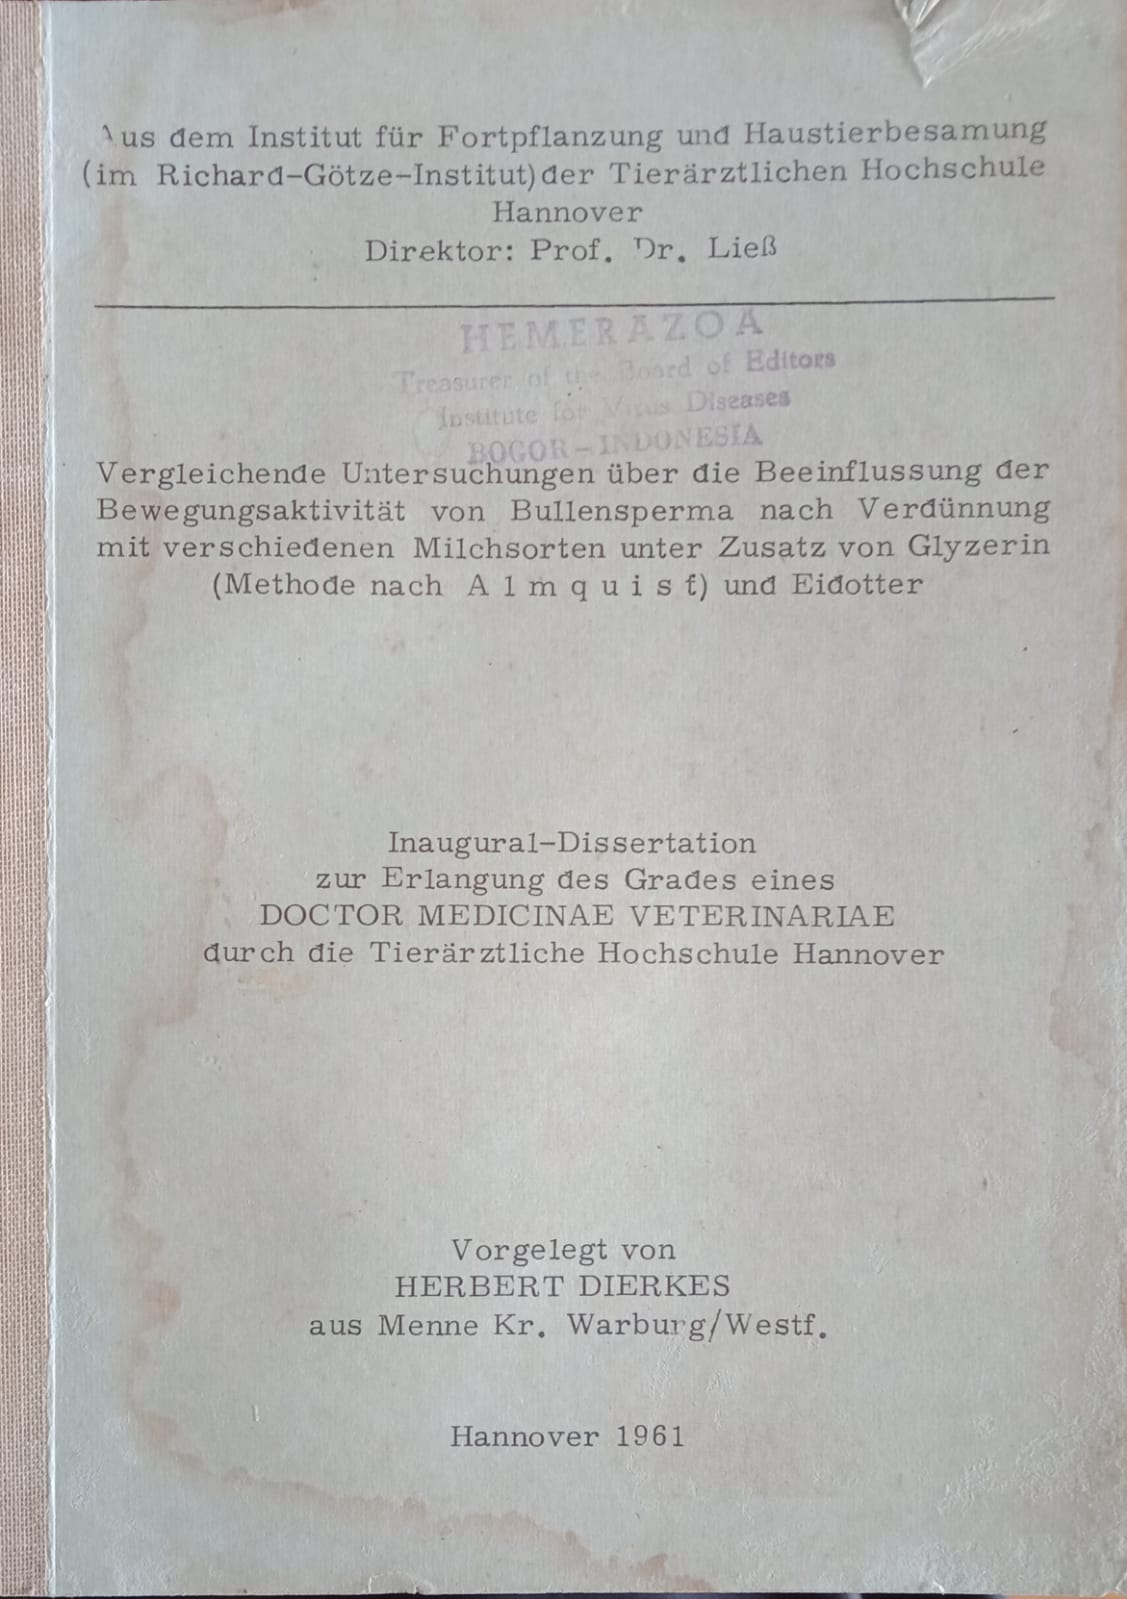 Aus dem Institut für Fortpflanzung und Haustierbesamung
(im Richard-Götze-Institut) der Tierärztlichen Hochschule
Hannover
Direktor: Prof. Dr. Ließ
HEMERAZOA
Treasurer of the Board of Editors
Institute for Virus Diseases
BOGOR - INDONESIA
Vergleichende Untersuchungen über die Beeinflussung der
Bewegungsaktivität von Bullensperma nach Verdünnung
mit verschiedenen Milchsorten unter Zusatz von Glyzerin
(Methode nach A l m q u i s t) und Eidotter
Inaugural-Dissertation
zur Erlangung des Grades eines
DOCTOR MEDICINAE VETERINARIAE
durch die Tierärztliche Hochschule Hannover
Vorgelegt von
HERBERT DIERKES
aus Menne Kr. Warburg/Westf.
Hannover 1961